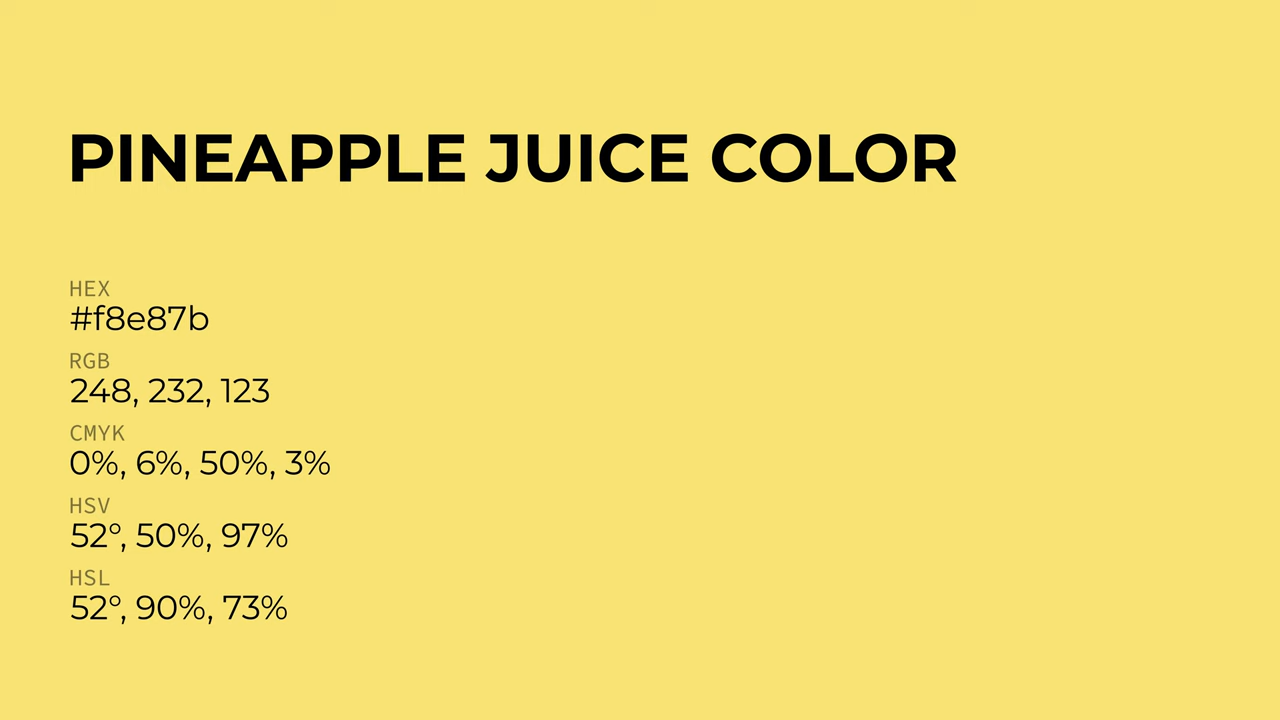 PINEAPPLE JUICE COLOR
HEX
#f8e87b
RGB
248, 232, 123
CMYK
0%, 6%, 50%, 3%
HSV
52°, 50%, 97%
HSL
52°, 90%, 73%